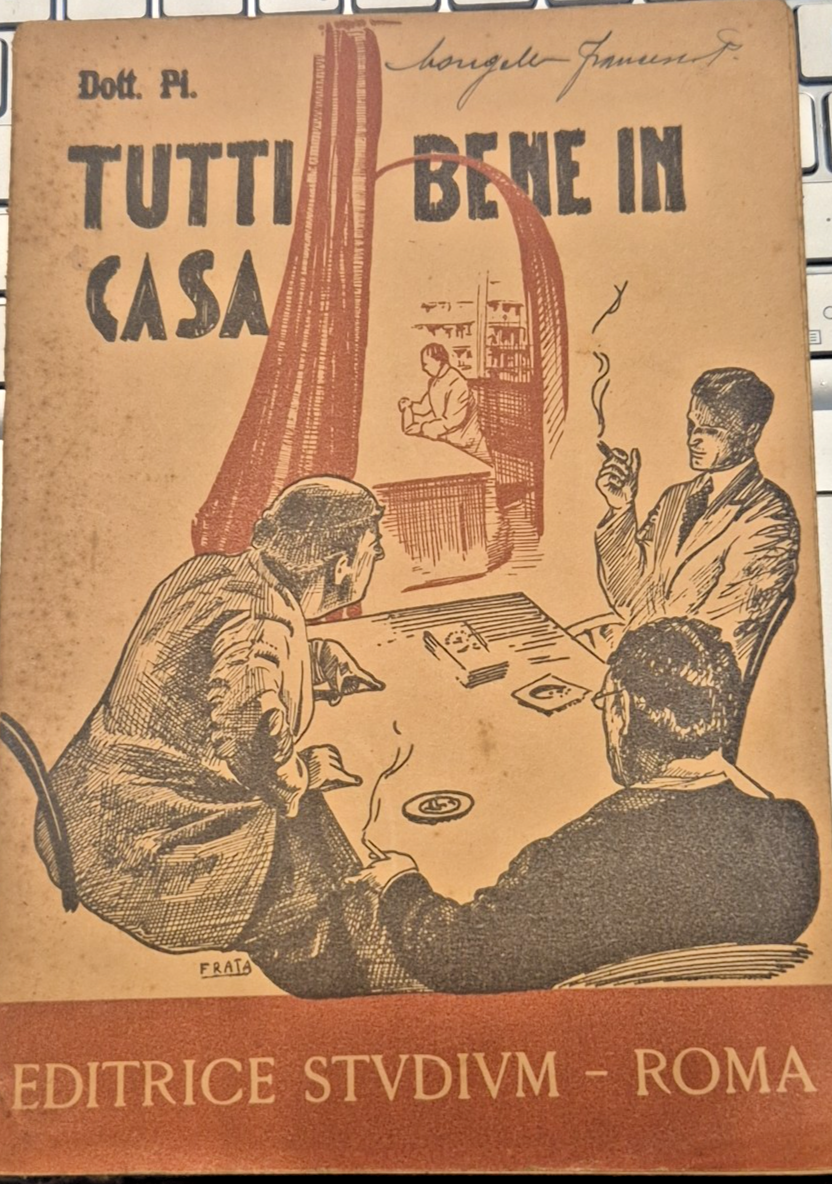 Dott. Pi.
TUTTI BENE IN
CASA
FRATA
EDITRICE STVDIVM - ROMA